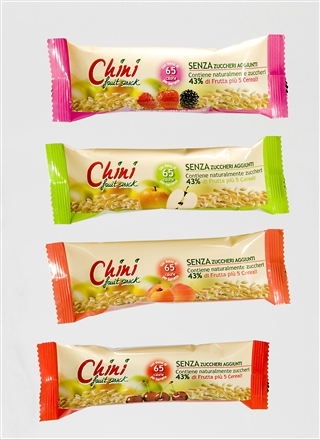 Chini
fruit snack
65
SENZA ZUCCHERI AGGIUNTI
Contiene naturalmente zuccheri
43% di Frutta più 5 Cereali
Chini
fruit snack
65
SENZA ZUCCHERI AGGIUNTI
Contiene naturalmente zuccheri
43% di Frutta più 5 Cereali
Chini
fruit snack
65
SENZA ZUCCHERI AGGIUNTI
Contiene naturalmente zuccheri
43% di Frutta più 5 Cereali
Chini
fruit snack
65
SENZA ZUCCHERI AGGIUNTI
Contiene naturalmente zuccheri
43% di Frutta più 5 Cereali